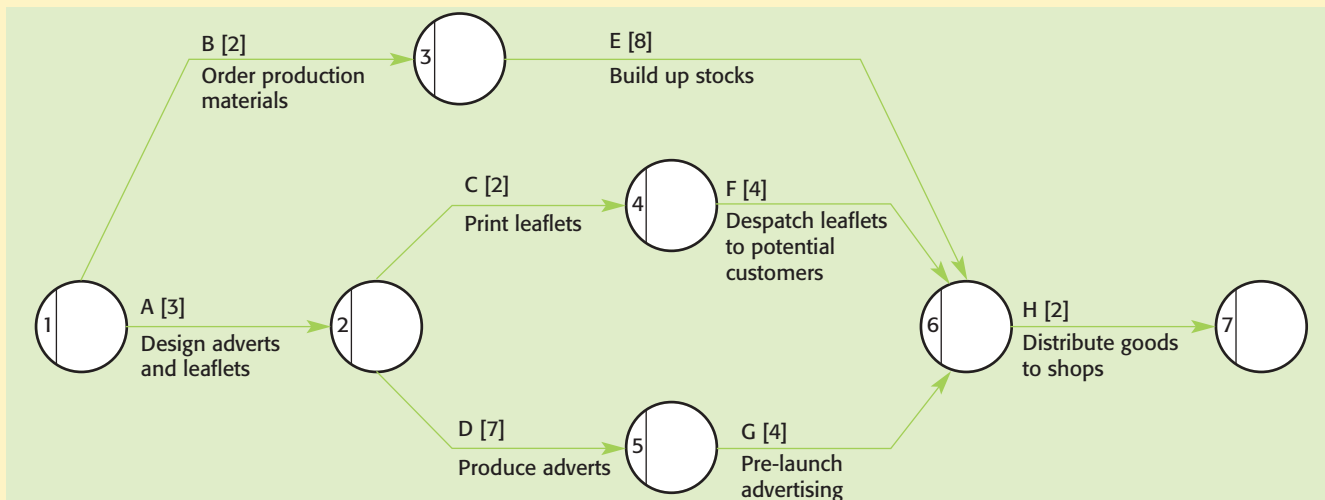 B [2]
Order production
materials
3
E [8]
Build up stocks
C [2]
Print leaflets
4
F [4]
Despatch leaflets
to potential
customers
1
A [3]
Design adverts
and leaflets
2
6
H [2]
Distribute goods
to shops
7
D [7]
Produce adverts
5
G [4]
Pre-launch
advertising